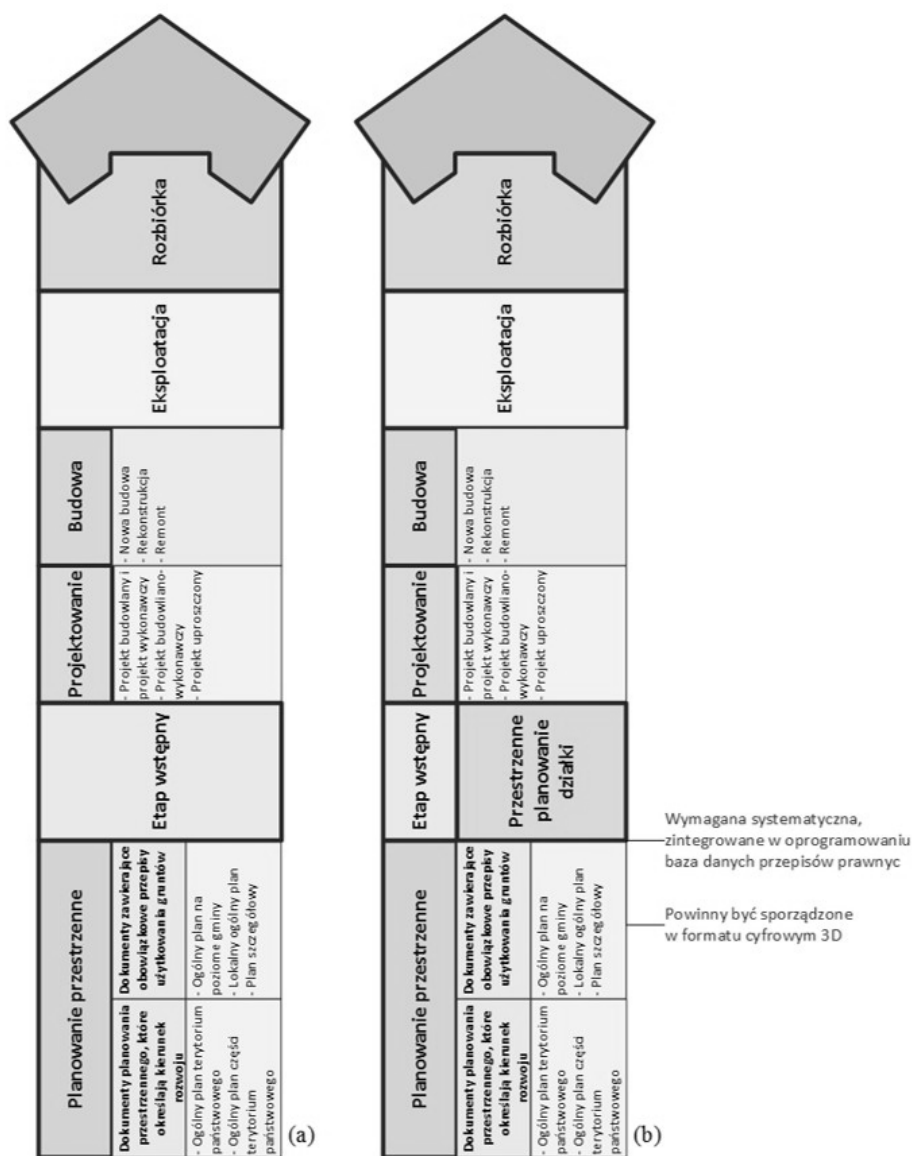 Rozbiórka
Eksploatacja
Budowa
- Nowa budowa
- Rekonstrukcja
- Remont
Projektowanie
- Projekt budowlany i
projekt wykonawczy
- Projekt budowliano-
wykonawczy
- Projekt uproszczony
Etap wstępny
Planowanie przestrzenne
Dokumenty zawierające
obowiązkowe przepisy
użytkowania gruntów
- Ogólny plan na
poziome gminy
- Lokalny ogólny plan
- Plan szczegółowy
Dokumenty planowania
przestrzennego, które
określają kierunek
rozwoju
- Ogólny plan terytorium
państwowego
- Ogólny plan częśd
terytorium
państwowego
(a)
Rozbiórka
Eksploatacja
Budowa
- Nowa budowa
- Rekonstrukcja
- Remont
Projektowanie
- Projekt budowlany i
projekt wykonawczy
- Projekt budowliano-
wykonawczy
- Projekt uproszczony
Etap wstępny
Przestrzenne
planowanie
działki
Planowanie przestrzenne
Dokumenty zawierające
obowiązkowe przepisy
użytkowania gruntów
- Ogólny plan na
poziome gminy
- Lokalny ogólny plan
- Plan szczegółowy
Dokumenty planowania
przestrzennego, które
określają kierunek
rozwoju
- Ogólny plan terytorium
państwowego
- Ogólny plan częśd
terytorium
państwowego
(b)
Wymagana systematyczna,
zintegrowane w oprogramowaniu
baza danych przepisów prawnyc
Powinny być sporządzone
w formatu cyfrowym 3D